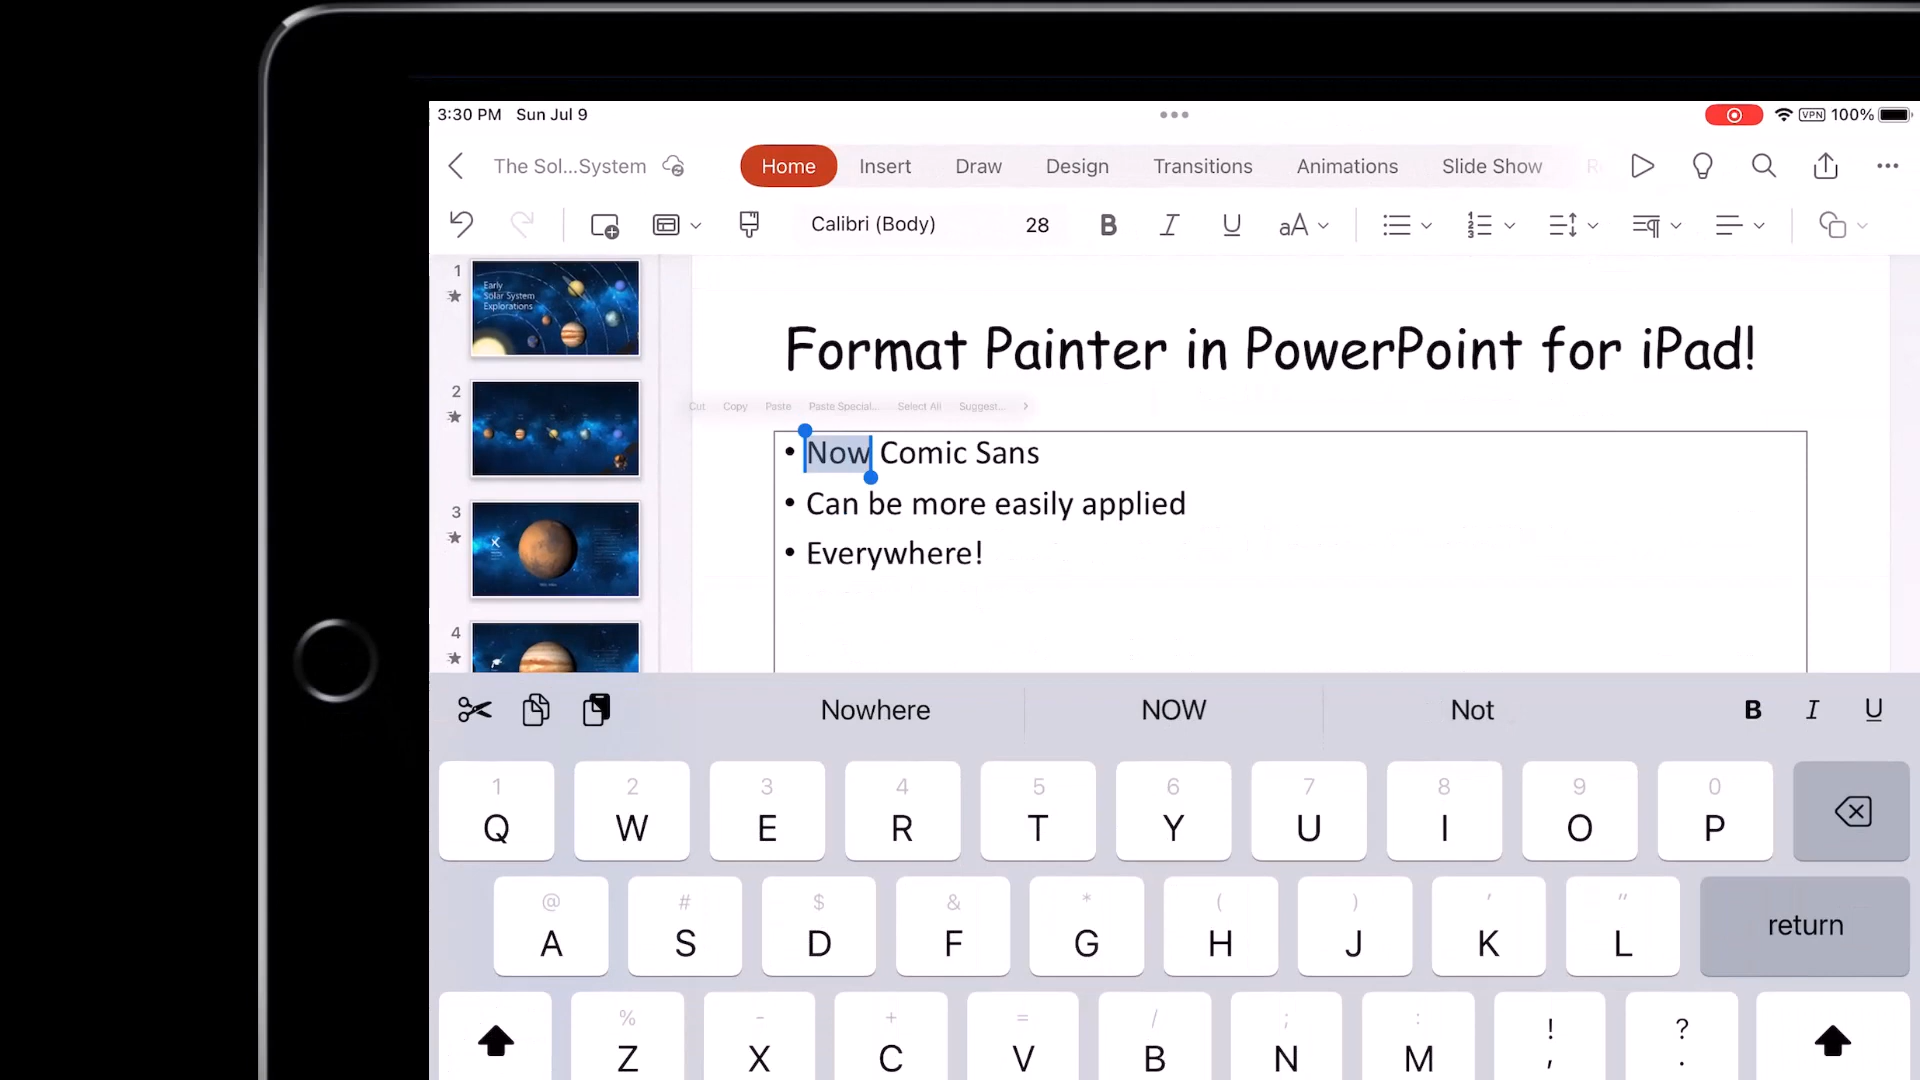 3:30 PM Sun Jul 9
VPN 100%
The Sol...System Home Insert Draw Design Transitions Animations Slide Show
Calibri (Body) 28 B I U aA
1
Early
Solar System
Explorations
2
3
4
Format Painter in PowerPoint for iPad!
Cut Copy Paste Paste Special... Select All Suggest... >
• Now Comic Sans
• Can be more easily applied
• Everywhere!
Nowhere NOW Not B I U
1 2 3 4 5 6 7 8 9 0
Q W E R T Y U I O P
@ # $ & * ( ) ' "
A S D F G H J K L return
% - + = / ; : ! ?
Z X C V B N M , .